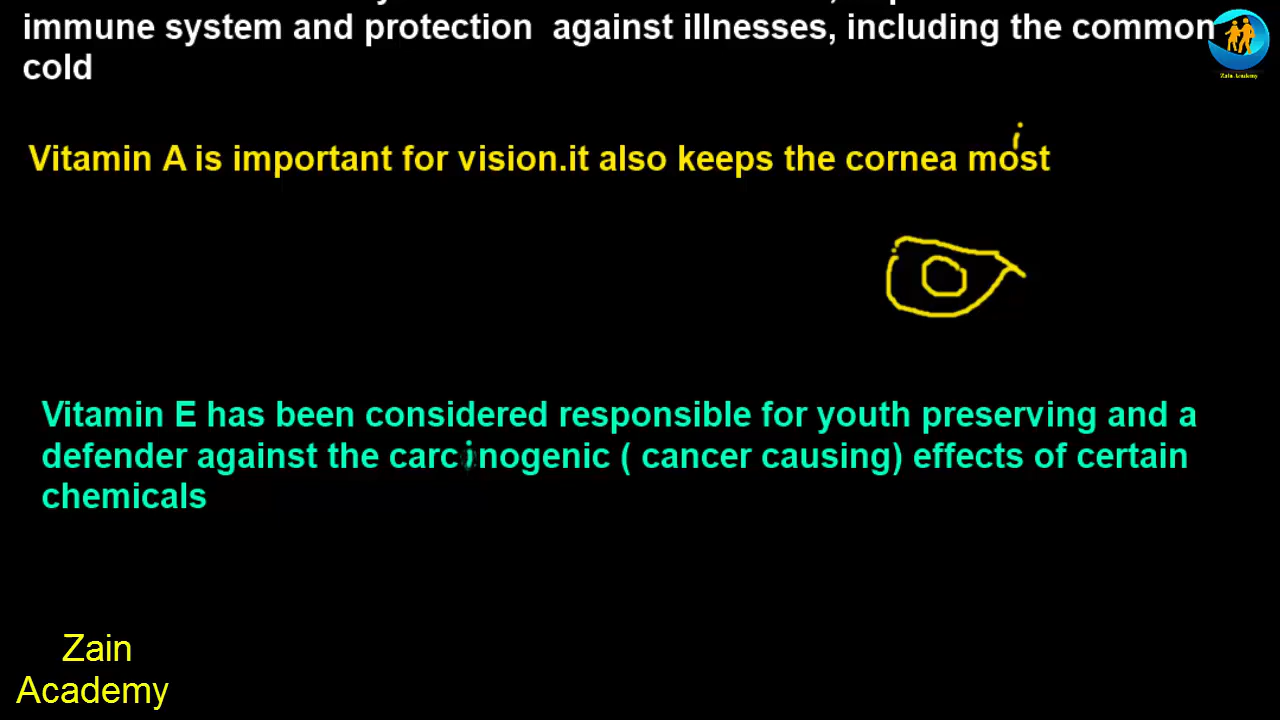 immune system and protection against illnesses, including the common
cold
Zain Academy
i
Vitamin A is important for vision.it also keeps the cornea most
Vitamin E has been considered responsible for youth preserving and a
defender against the carcinogenic ( cancer causing) effects of certain
chemicals
Zain
Academy